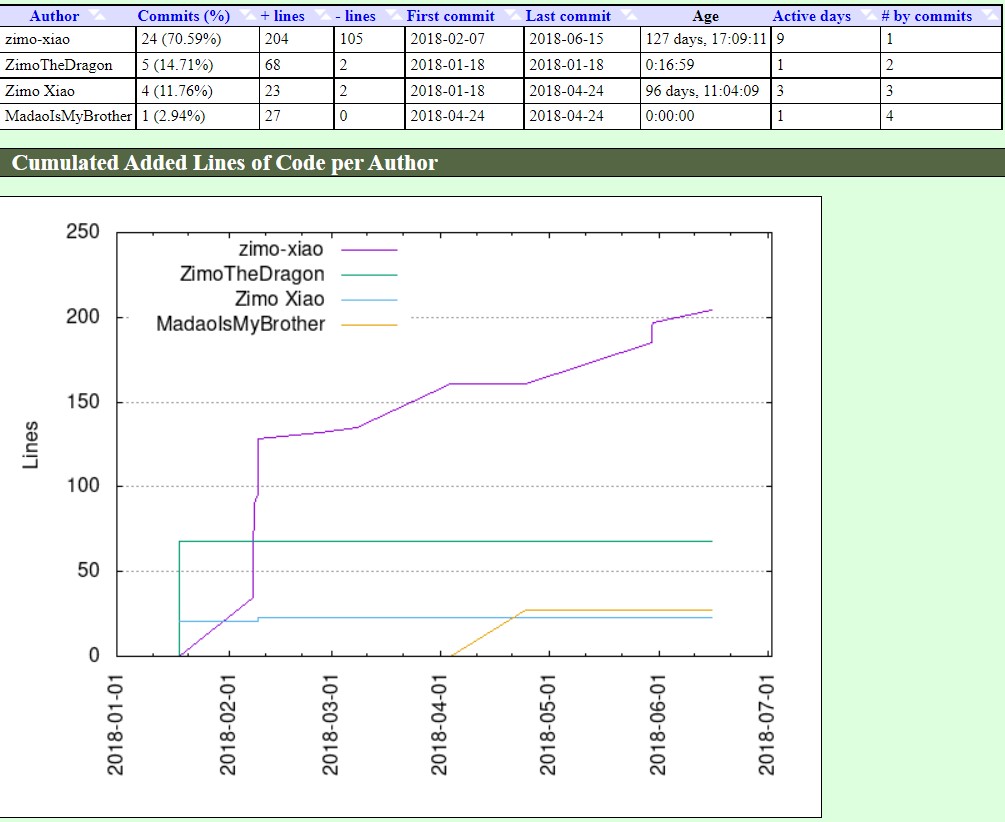 Author Commits (%) + lines - lines First commit Last commit Age Active days # by commits
zimo-xiao 24 (70.59%) 204 105 2018-02-07 2018-06-15 127 days, 17:09:11 9 1
ZimoTheDragon 5 (14.71%) 68 2 2018-01-18 2018-01-18 0:16:59 1 2
Zimo Xiao 4 (11.76%) 23 2 2018-01-18 2018-04-24 96 days, 11:04:09 3 3
MadaoIsMyBrother 1 (2.94%) 27 0 2018-04-24 2018-04-24 0:00:00 1 4
Cumulated Added Lines of Code per Author
250
zimo-xiao
ZimoTheDragon
Zimo Xiao
200
MadaoIsMyBrother
150
Lines
100
50
0
2018-01-01
2018-02-01
2018-03-01
2018-04-01
2018-05-01
2018-06-01
2018-07-01